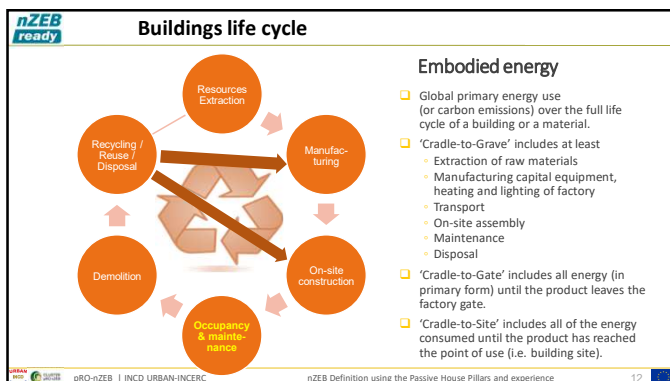 nZEB
ready
Buildings life cycle
Resources
Extraction
Manufac-
turing
On-site
construction
Occupancy
& mainte-
nance
Demolition
Recycling /
Reuse /
Disposal
Embodied energy
Global primary energy use
(or carbon emissions) over the full life
cycle of a building or a material.
‘Cradle-to-Grave’ includes at least
Extraction of raw materials
Manufacturing capital equipment,
heating and lighting of factory
Transport
On-site assembly
Maintenance
Disposal
‘Cradle-to-Gate’ includes all energy (in
primary form) until the product leaves the
factory gate.
‘Cradle-to-Site’ includes all of the energy
consumed until the product has reached
the point of use (i.e. building site).
URBAN
INCD
pRO-nZEB | INCD URBAN-INCERC
nZEB Definition using the Passive House Pillars and experience
12